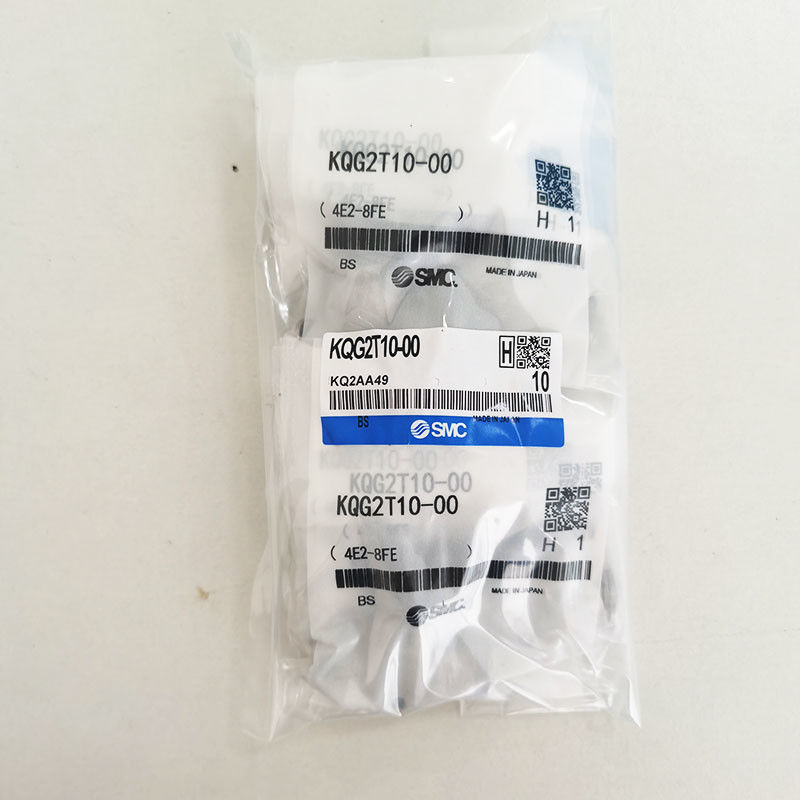 KQG2T10-00
( 4E2-8FE )
H 1
BS
SMC.
MADE IN JAPAN
KQG2T10-00
H
KQ2AA49
10
BS
MADE IN JAPAN
SMC
KQG2T10-00
KQG2T10-00
( 4E2-8FE )
H 1
BS
SMC.
MADE IN JAPAN